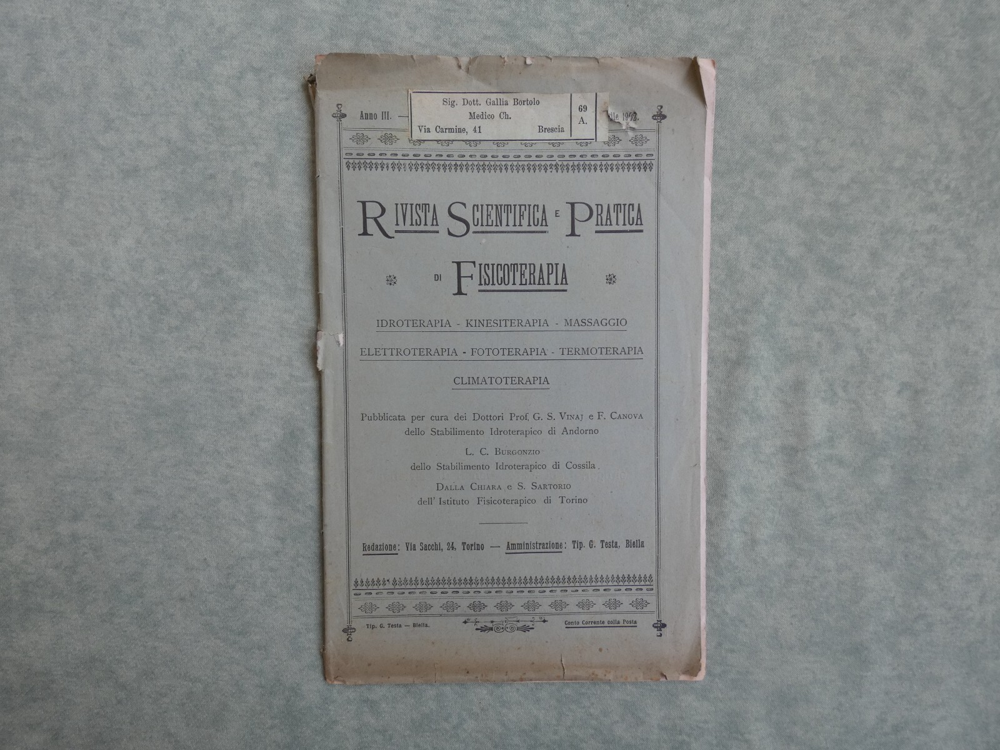 Sig. Dott. Gallia Bortolo
Medico Ch.
Via Carmine, 41 Brescia
69
A.
Anno III. —
RIVISTA SCIENTIFICA E PRATICA
DI FISICOTERAPIA
IDROTERAPIA - KINESITERAPIA - MASSAGGIO
ELETTROTERAPIA - FOTOTERAPIA - TERMOTERAPIA
CLIMATOTERAPIA
Pubblicata per cura dei Dottori Prof. G. S. VINAJ e F. CANOVA
dello Stabilimento Idroterapico di Andorno
L. C. BURGONZIO
dello Stabilimento Idroterapico di Cossila.
DALLA CHIARA e S. SARTORIO
dell' Istituto Fisicoterapico di Torino
Redazione: Via Sacchi, 24, Torino — Amministrazione: Tip. G. Testa, Biella
Tip. G. Testa — Biella.
Conto Corrente colla Posta